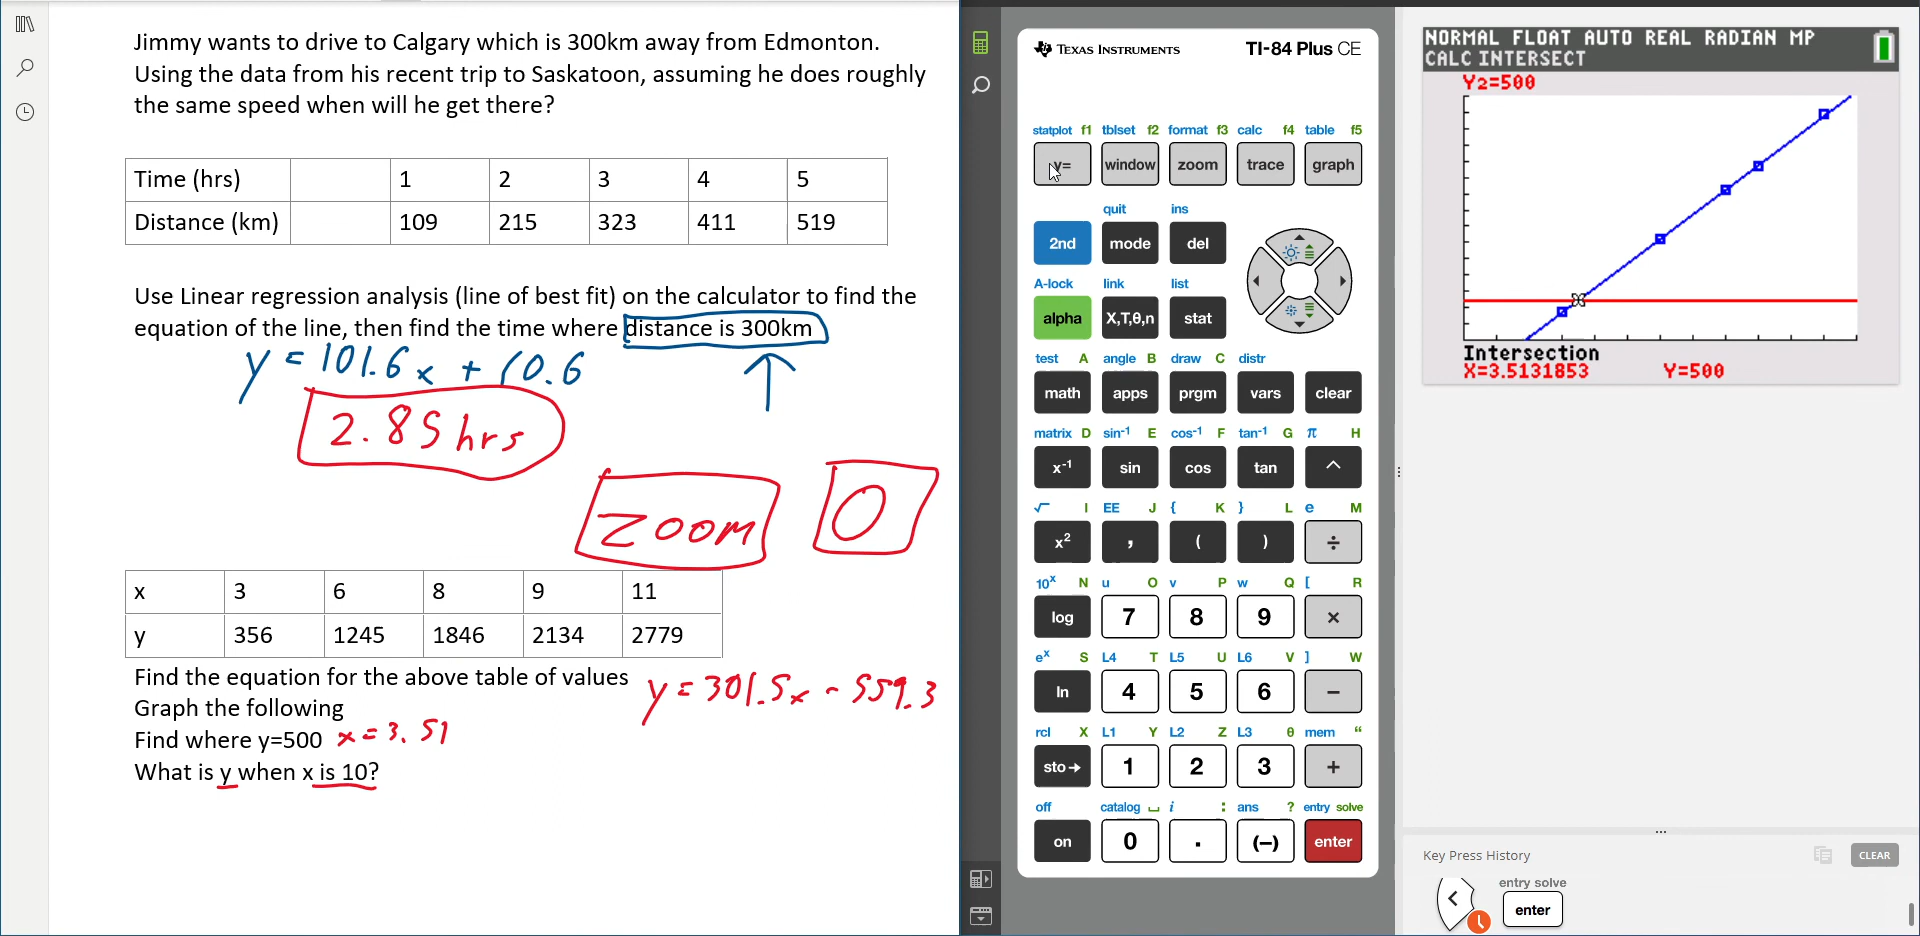 Jimmy wants to drive to Calgary which is 300km away from Edmonton.
Using the data from his recent trip to Saskatoon, assuming he does roughly
the same speed when will he get there?
Time (hrs) 1 2 3 4 5
Distance (km) 109 215 323 411 519
Use Linear regression analysis (line of best fit) on the calculator to find the
equation of the line, then find the time where distance is 300km
y = 101.6x + 10.6
2.85 hrs
ZOOM 0
x 3 6 8 9 11
y 356 1245 1846 2134 2779
Find the equation for the above table of values
y = 301.5x - 559.3
Graph the following
Find where y=500 x = 3.51
What is y when x is 10?
TEXAS INSTRUMENTS TI-84 Plus CE
statplot f1 tblset f2 format f3 calc f4 table f5
y= window zoom trace graph
quit ins
2nd mode del
A-lock link list
alpha X,T,θ,n stat
test A angle B draw C distr
math apps prgm vars clear
matrix D sin⁻¹ E cos⁻¹ F tan⁻¹ G π H
x⁻¹ sin cos tan ^
√ I EE J { K } L e M
x² , ( ) ÷
10ˣ N u O v P w Q [ R
log 7 8 9 ×
eˣ S L4 T L5 U L6 V ] W
ln 4 5 6 −
rcl X L1 Y L2 Z L3 θ mem “
sto→ 1 2 3 +
off catalog ⎵ i : ans ? entry solve
on 0 . (−) enter
NORMAL FLOAT AUTO REAL RADIAN MP
CALC INTERSECT
Y2=500
Intersection
X=3.5131853 Y=500
Key Press History CLEAR
entry solve
enter